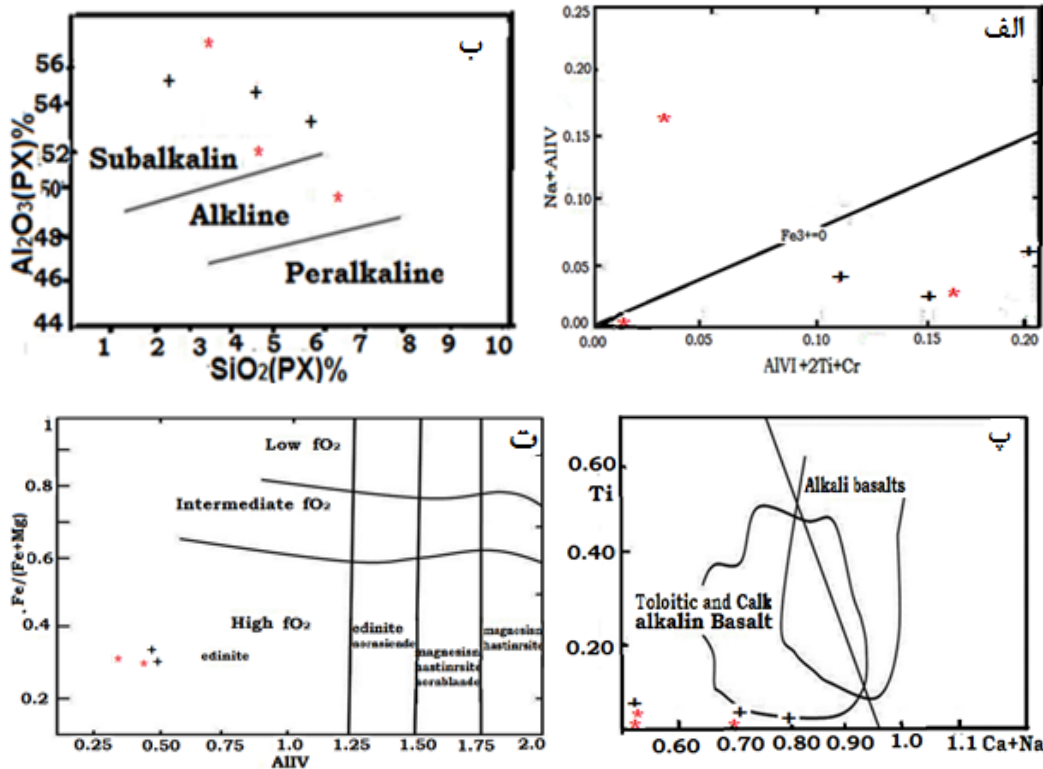 ب
56
54
52
50
48
46
44
Al₂O₃(PX)%
Subalkalin
Alkline
Peralkaline
1 2 3 4 5 6 7 8 9 10
SiO₂(PX)%
الف
0.25
0.20
0.15
0.10
0.05
0.00
Na+AlIV
Fe3+=0
0.00 0.05 0.10 0.15 0.20
AlVI+2Ti+Cr
ت
1
0.8
0.6
0.4
0.2
Fe/(Fe+Mg)
Low fO₂
Intermediate fO₂
High fO₂
edinite
edinite
magnesisn
hastinrsite
magnesisn
hastinrsite
0.25 0.50 1.0 1.25 1.50 1.75 2.0
AlIV
پ
0.60
Ti
0.40
0.20
Alkali basalts
Toloitic and Calk
alkalin Basalt
0.60 0.70 0.80 0.90 1.0 1.1 Ca+Na